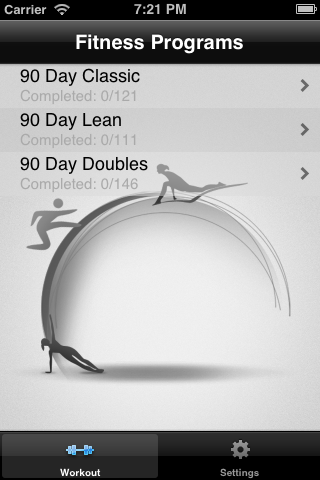 Carrier 7:21 PM
Fitness Programs
90 Day Classic
Completed: 0/121
90 Day Lean
Completed: 0/111
90 Day Doubles
Completed: 0/146
Workout Settings